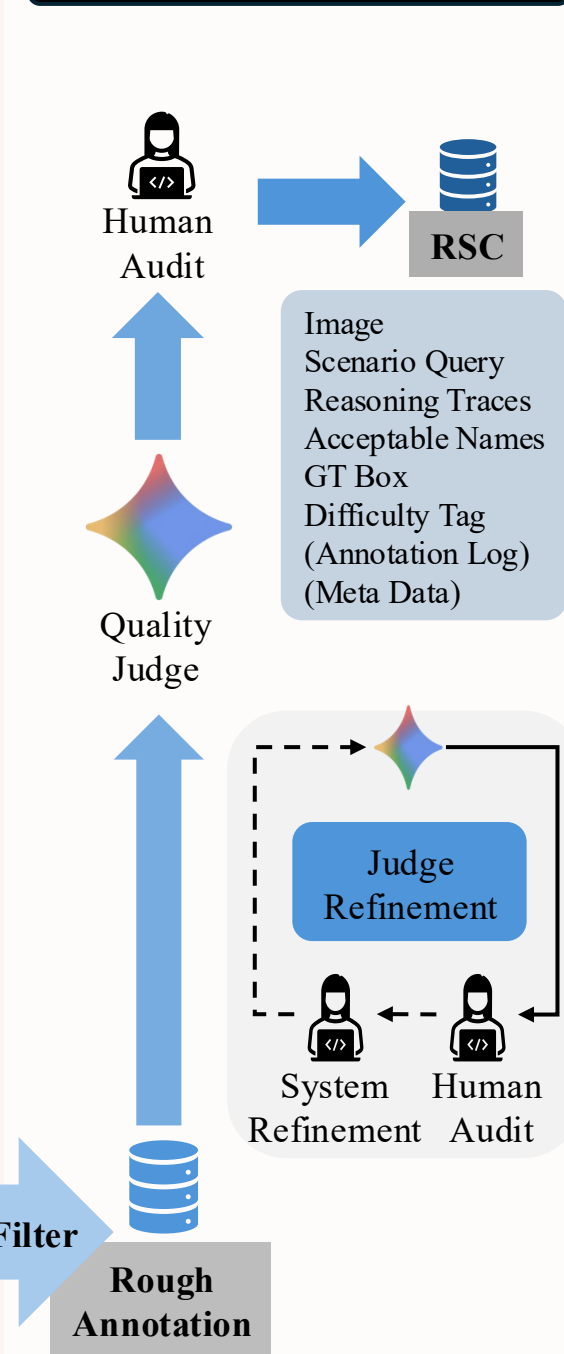 Human
Audit
RSC
Image
Scenario Query
Reasoning Traces
Acceptable Names
GT Box
Difficulty Tag
(Annotation Log)
(Meta Data)
Quality
Judge
Judge
Refinement
System
Refinement
Human
Audit
Filter
Rough
Annotation